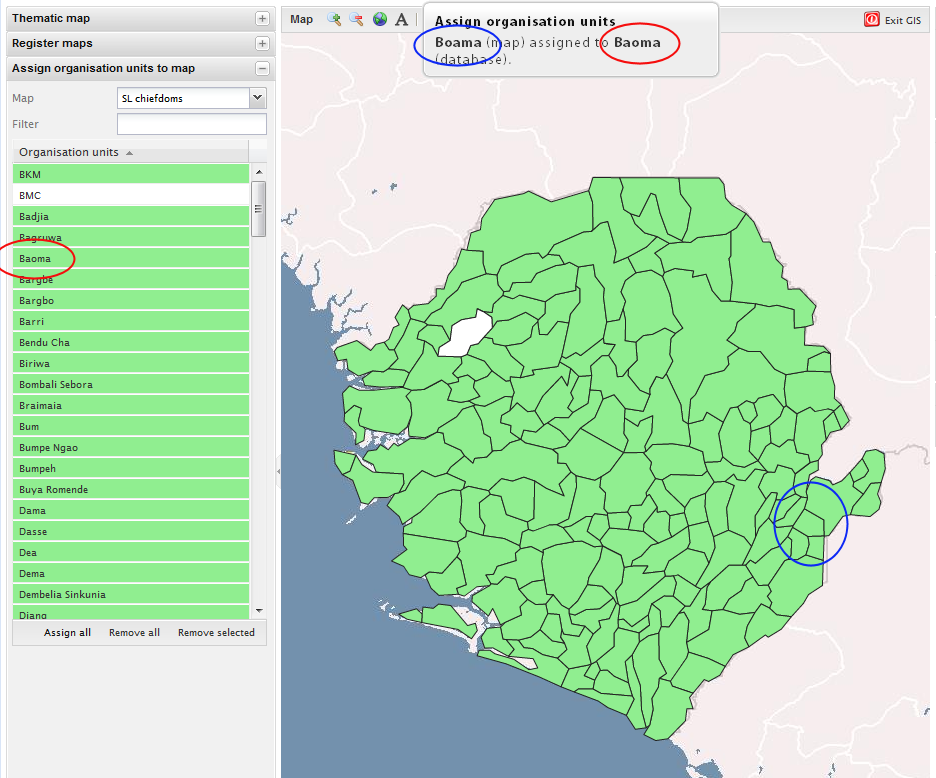 Thematic map
Register maps
Assign organisation units to map
Map
SL chiefdoms
Filter
Organisation units
BKM
BMC
Badjia
Bagruwa
Baoma
Bargbe
Bargbo
Barri
Bendu Cha
Biriwa
Bombali Sebora
Braimaia
Bum
Bumpe Ngao
Bumpeh
Buya Romende
Dama
Dasse
Dea
Dema
Dembelia Sinkunia
Diang
Assign all Remove all Remove selected
Map A
Assign organisation units
Boama (map) assigned to Baoma
(database).
Exit GIS